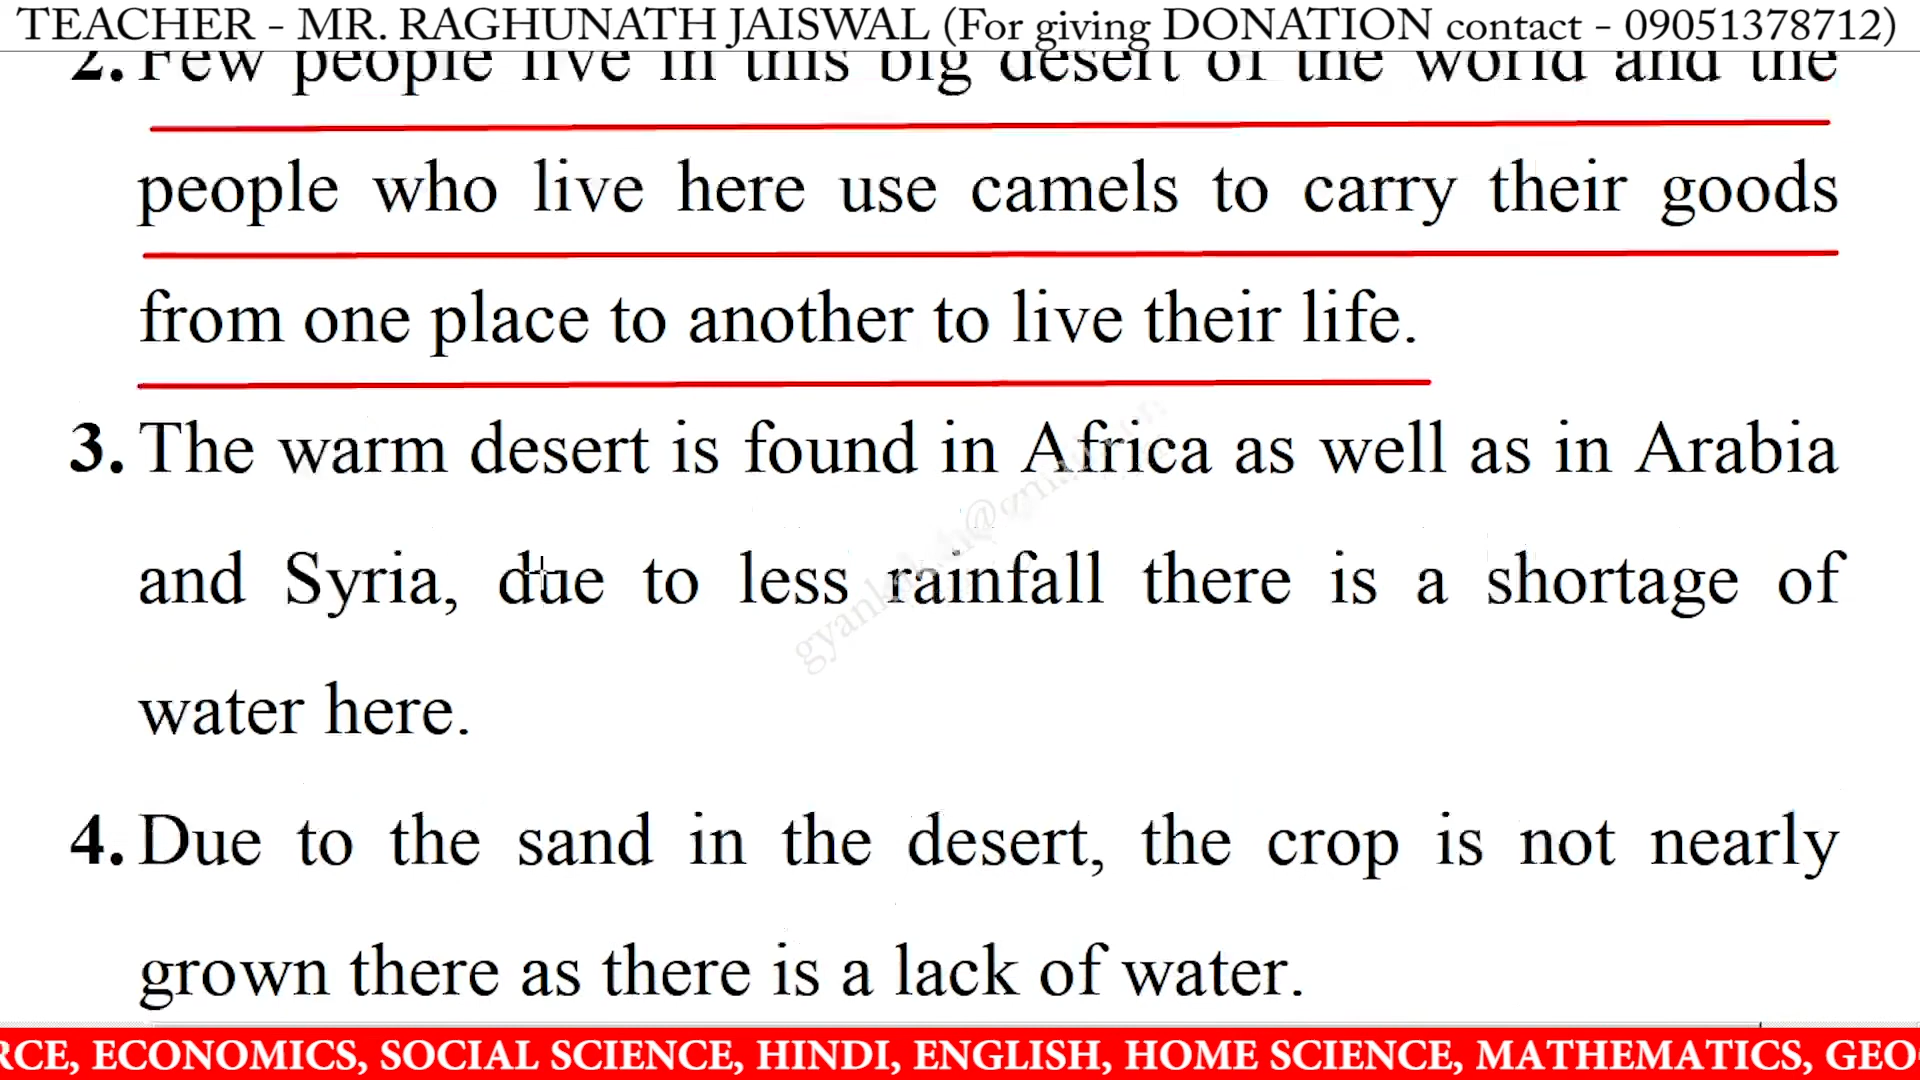 TEACHER - MR. RAGHUNATH JAISWAL (For giving DONATION contact - 09051378712)
2. Few people live in this big desert of the world and the
people who live here use camels to carry their goods
from one place to another to live their life.
3. The warm desert is found in Africa as well as in Arabia
and Syria, due to less rainfall there is a shortage of
water here.
4. Due to the sand in the desert, the crop is not nearly
grown there as there is a lack of water.
RCE, ECONOMICS, SOCIAL SCIENCE, HINDI, ENGLISH, HOME SCIENCE, MATHEMATICS, GEO